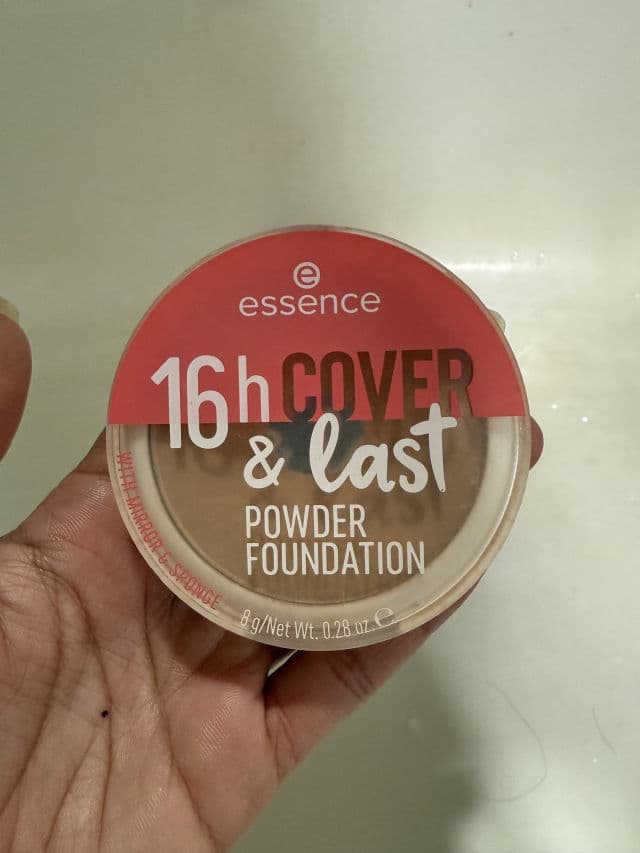 e
essence
16h COVER
& last
POWDER
FOUNDATION
WITH MIRROR & SPONGE
8 g/Net Wt. 0.28 oz. ℮